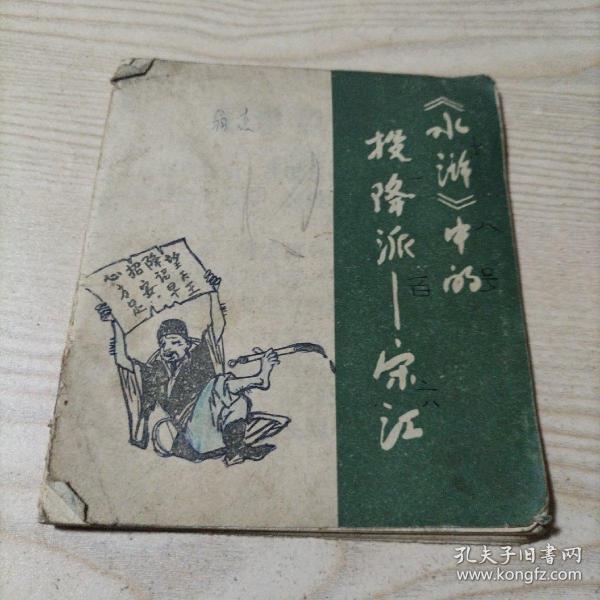 《水浒》中的
投降派—宋江
望天王
降诏早
招安
心方足
孔夫子旧书网
www.kongfz.com